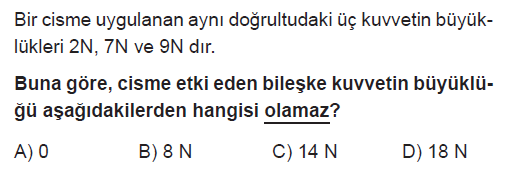 Bir cisme uygulanan aynı doğrultudaki üç kuvvetin büyük-
lükleri 2N, 7N ve 9N dır.
Buna göre, cisme etki eden bileşke kuvvetin büyüklü-
ğü aşağıdakilerden hangisi olamaz?
A) 0 B) 8 N C) 14 N D) 18 N